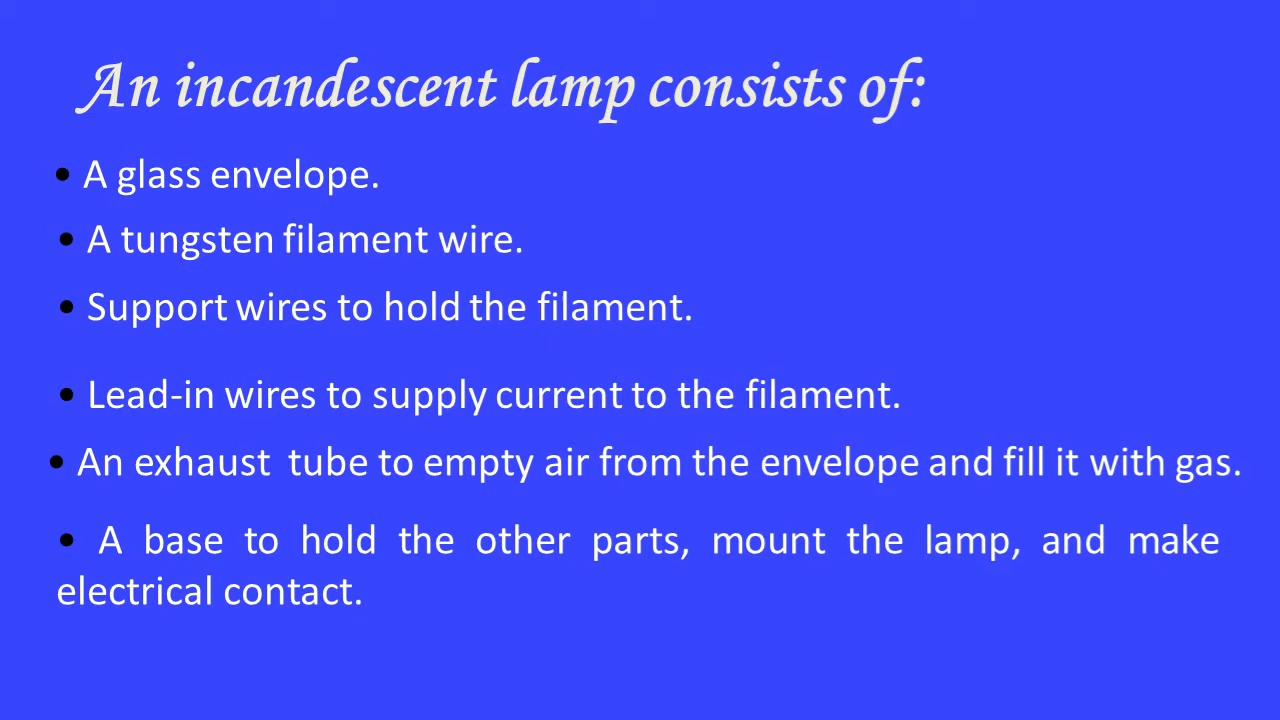 An incandescent lamp consists of:
• A glass envelope.
• A tungsten filament wire.
• Support wires to hold the filament.
• Lead-in wires to supply current to the filament.
• An exhaust tube to empty air from the envelope and fill it with gas.
• A base to hold the other parts, mount the lamp, and make
electrical contact.